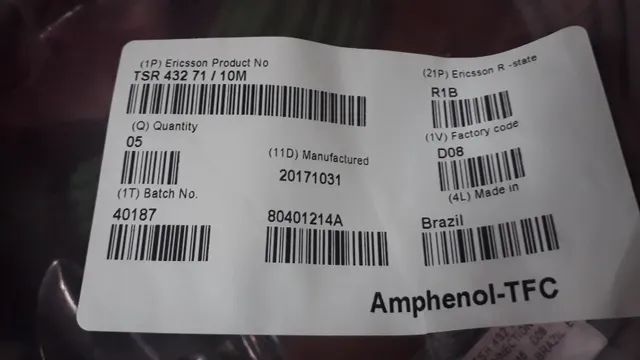 (1P) Ericsson Product No
TSR 432 71 / 10M
(21P) Ericsson R -state
R1B
(Q) Quantity
05
(11D) Manufactured
20171031
(1V) Factory code
D08
(1T) Batch No.
40187
80401214A
(4L) Made in
Brazil
Amphenol-TFC